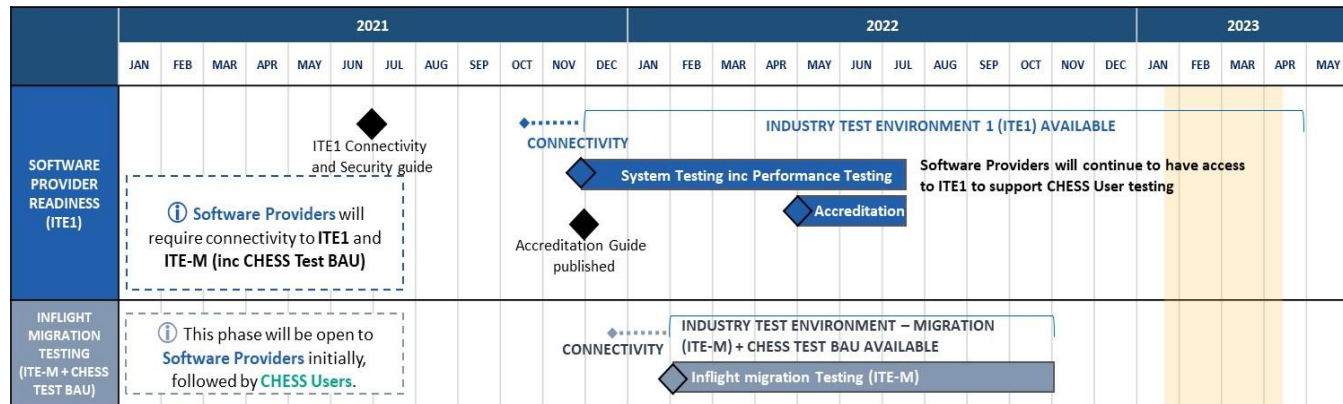 2021
2022
2023
JAN FEB MAR APR MAY JUN JUL AUG SEP OCT NOV DEC JAN FEB MAR APR MAY JUN JUL AUG SEP OCT NOV DEC JAN FEB MAR APR MAY
SOFTWARE
PROVIDER
READINESS
(ITE1)
ITE1 Connectivity
and Security guide
ⓘ Software Providers will
require connectivity to ITE1 and
ITE-M (inc CHESS Test BAU)
CONNECTIVITY
INDUSTRY TEST ENVIRONMENT 1 (ITE1) AVAILABLE
System Testing inc Performance Testing
Software Providers will continue to have access
to ITE1 to support CHESS User testing
Accreditation
Accreditation Guide
published
INFLIGHT
MIGRATION
TESTING
(ITE-M + CHESS
TEST BAU)
ⓘ This phase will be open to
Software Providers initially,
followed by CHESS Users.
CONNECTIVITY
INDUSTRY TEST ENVIRONMENT – MIGRATION
(ITE-M) + CHESS TEST BAU AVAILABLE
Inflight migration Testing (ITE-M)